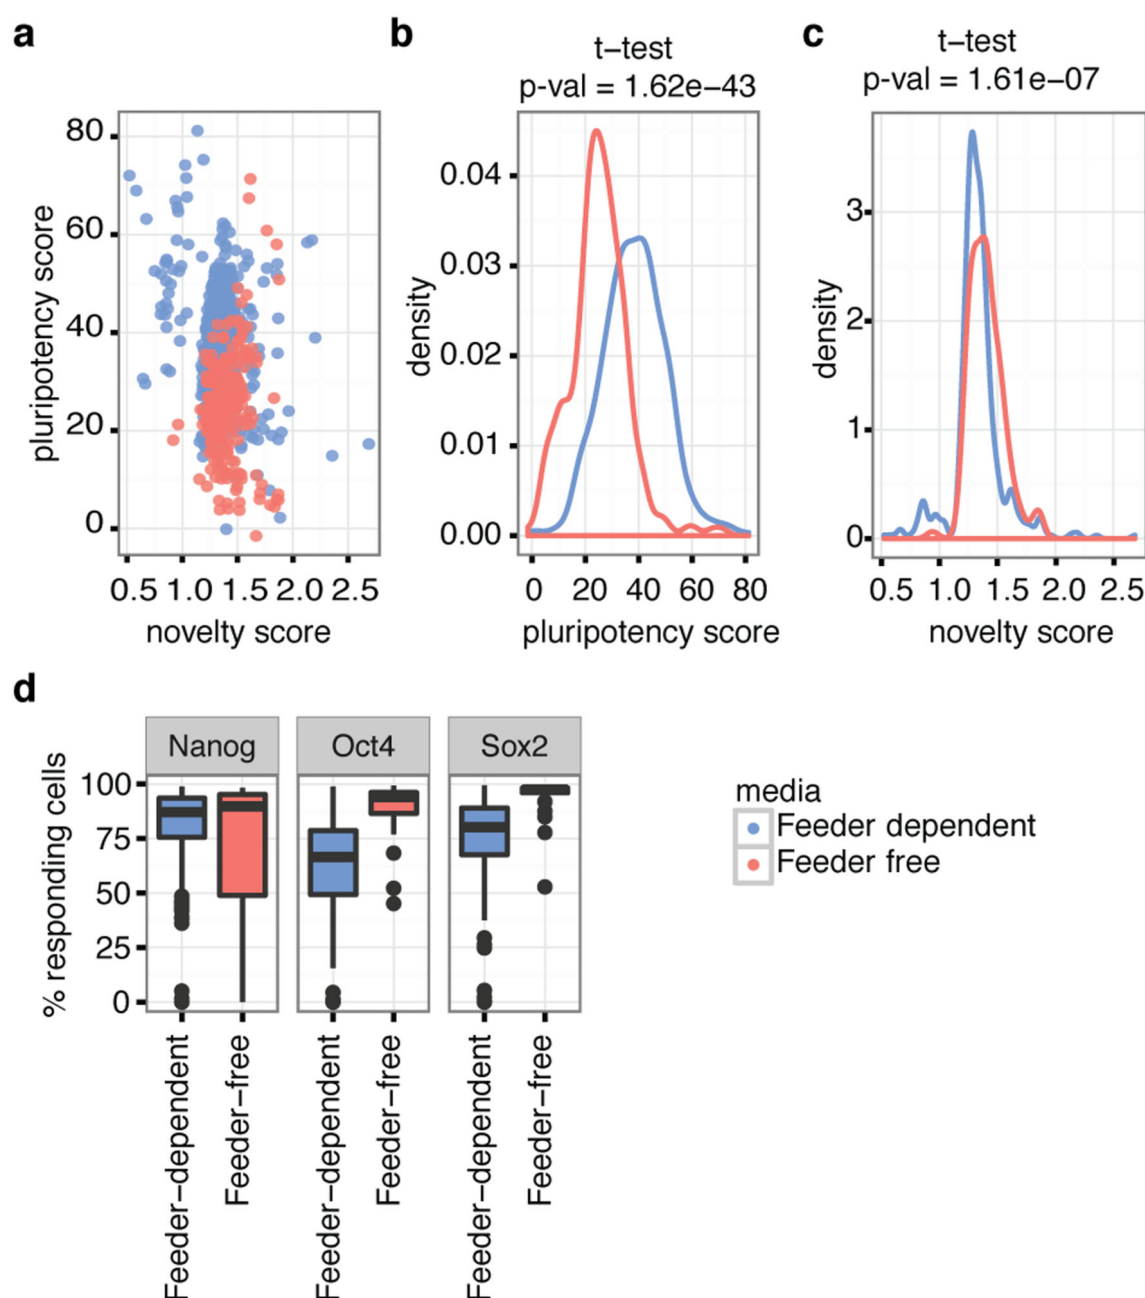 a
80
60
40
20
0
pluripotency score
0.5 1.0 1.5 2.0 2.5
novelty score
b
t-test
p-val = 1.62e-43
0.04
0.03
0.02
0.01
0.00
density
0 20 40 60 80
pluripotency score
c
t-test
p-val = 1.61e-07
3
2
1
0
density
0.5 1.0 1.5 2.0 2.5
novelty score
d
Nanog Oct4 Sox2
100
75
50
25
0
% responding cells
Feeder-dependent
Feeder-free
Feeder-dependent
Feeder-free
Feeder-dependent
Feeder-free
media
Feeder dependent
Feeder free